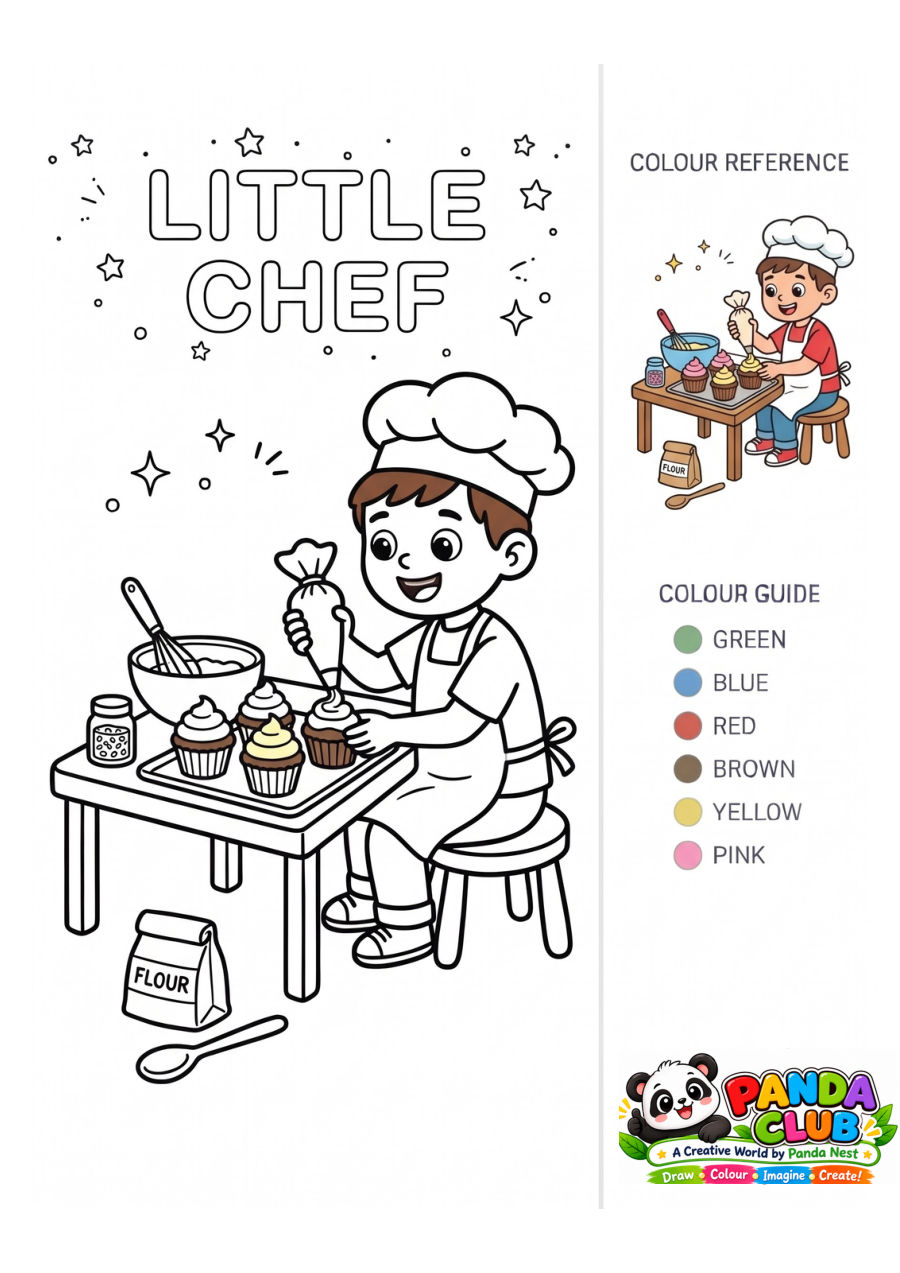 LITTLE
CHEF
FLOUR
COLOUR REFERENCE
FLOUR
COLOUR GUIDE
GREEN
BLUE
RED
BROWN
YELLOW
PINK
PANDA
CLUB
A Creative World by Panda Nest
Draw • Colour • Imagine • Create!